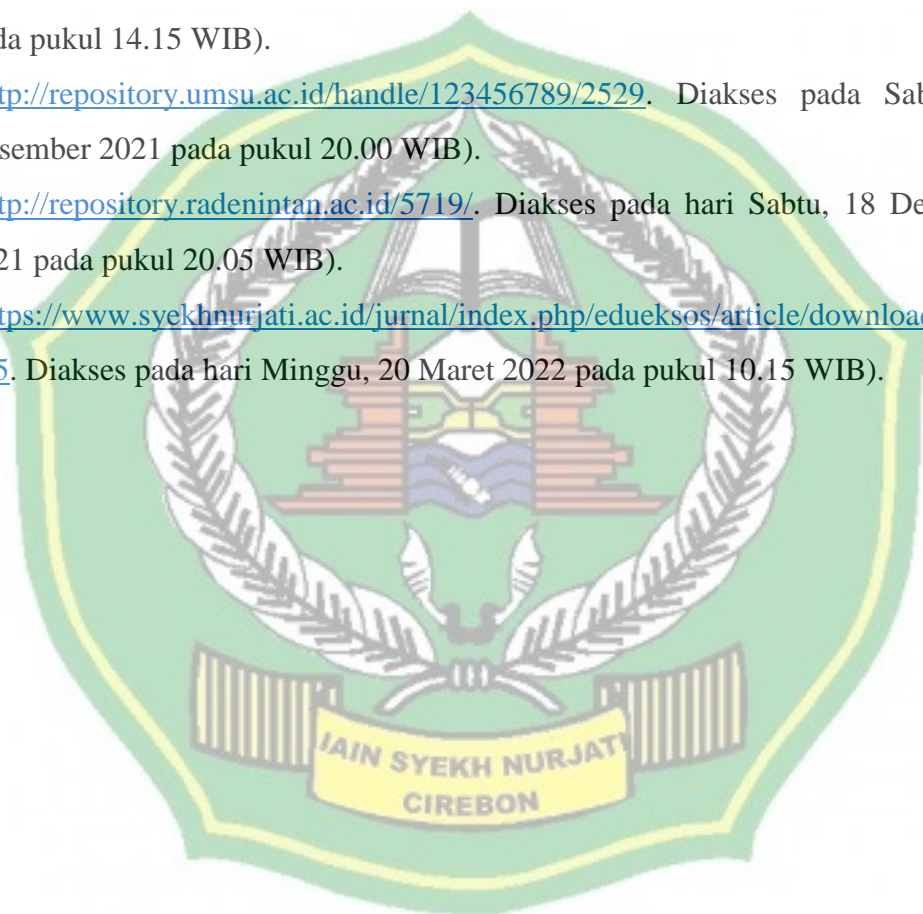 da pukul 14.15 WIB).
tp://repository.umsu.ac.id/handle/123456789/2529. Diakses pada Sab
sember 2021 pada pukul 20.00 WIB).
tp://repository.radenintan.ac.id/5719/. Diakses pada hari Sabtu, 18 De
21 pada pukul 20.05 WIB).
tps://www.syekhnurjati.ac.id/jurnal/index.php/edueksos/article/download
5. Diakses pada hari Minggu, 20 Maret 2022 pada pukul 10.15 WIB).
IAIN SYEKH NURJATI
CIREBON